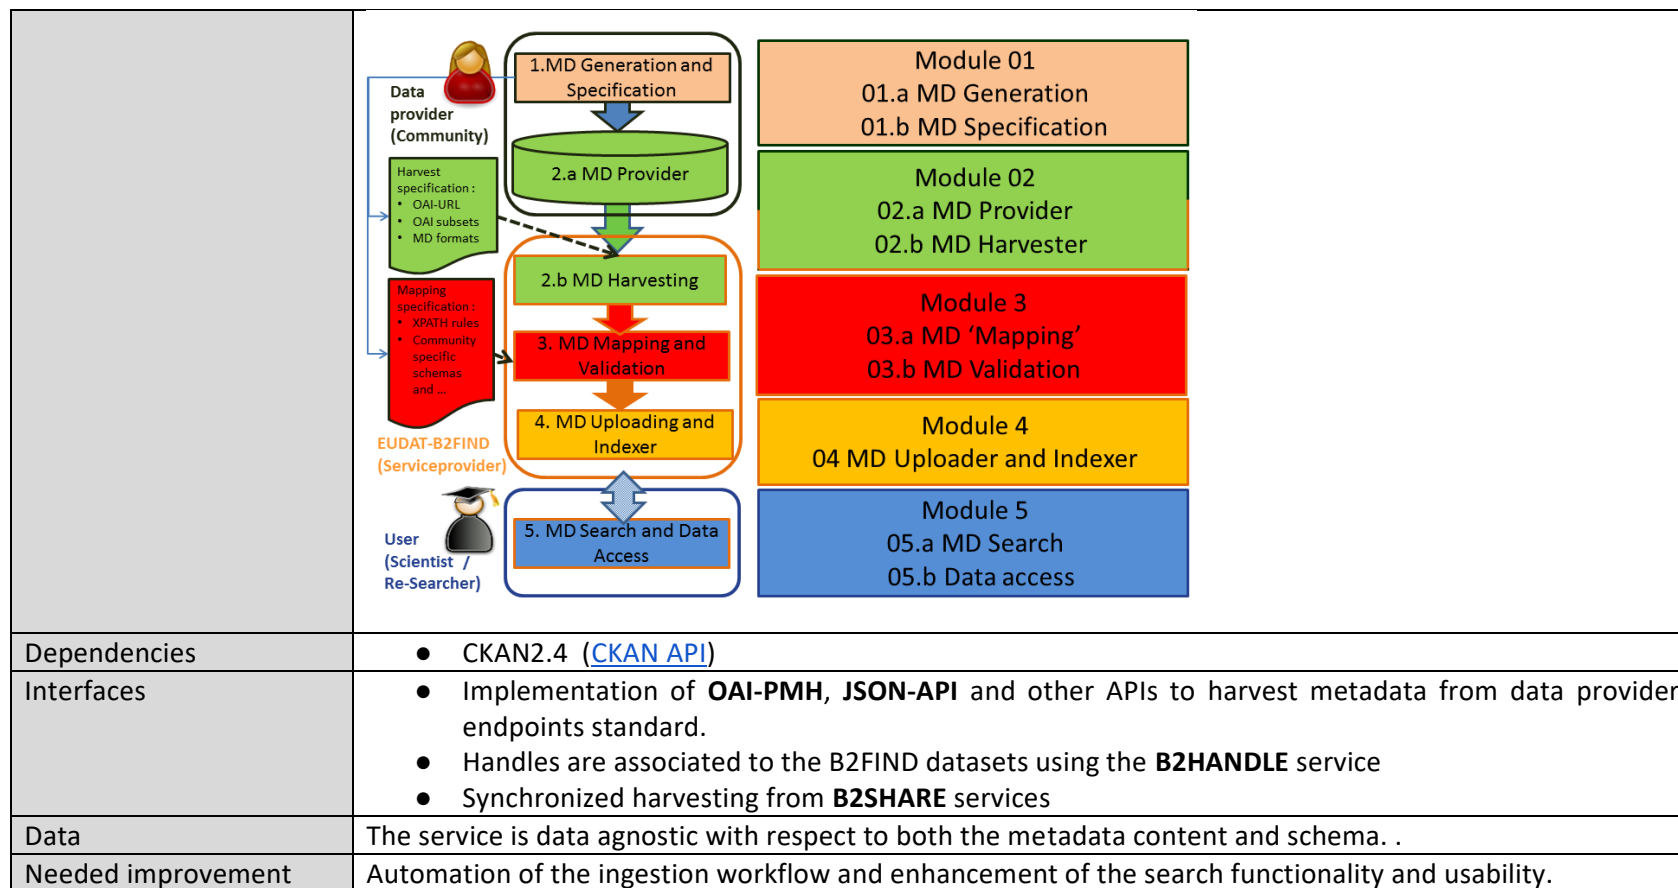 1.MD Generation and
Specification
Data
provider
(Community)
2.a MD Provider
Harvest
specification :
• OAI-URL
• OAI subsets
• MD formats
2.b MD Harvesting
Mapping
specification :
• XPATH rules
• Community
specific
schemas
and ...
3. MD Mapping and
Validation
4. MD Uploading and
Indexer
EUDAT-B2FIND
(Serviceprovider)
5. MD Search and Data
Access
User
(Scientist /
Re-Searcher)
Module 01
01.a MD Generation
01.b MD Specification
Module 02
02.a MD Provider
02.b MD Harvester
Module 3
03.a MD ‘Mapping’
03.b MD Validation
Module 4
04 MD Uploader and Indexer
Module 5
05.a MD Search
05.b Data access
Dependencies
● CKAN2.4 (CKAN API)
Interfaces
● Implementation of OAI-PMH, JSON-API and other APIs to harvest metadata from data provider
endpoints standard.
● Handles are associated to the B2FIND datasets using the B2HANDLE service
● Synchronized harvesting from B2SHARE services
Data
The service is data agnostic with respect to both the metadata content and schema. .
Needed improvement
Automation of the ingestion workflow and enhancement of the search functionality and usability.